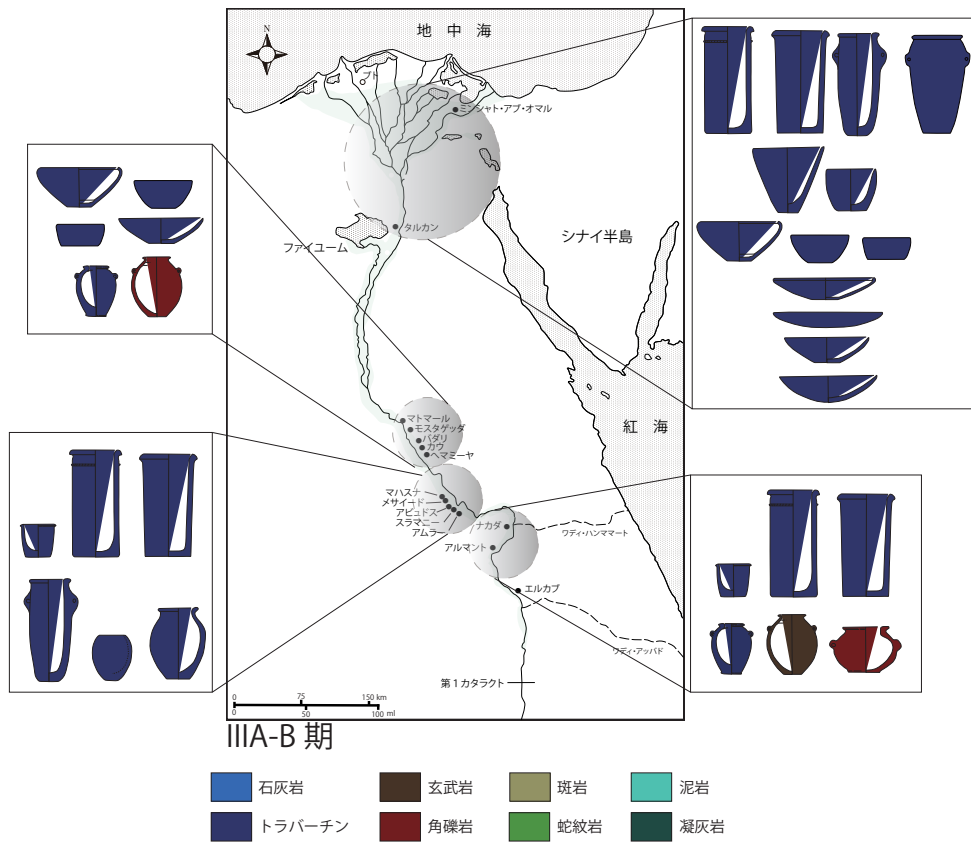 N
地 中 海
ブト
ミンシャト・アブ・オマル
タルカン
ファイユーム
シナイ半島
紅 海
マトマール
モスタゲッダ
バダリ
カウ
ヘマミーヤ
マハスナ
メサイード
アビュドス
スラマニー
アムラー
ナカダ
ワディ・ハンママート
アルマント
エルカブ
ワディ・アッバド
第1カタラクト
0 75 150 km
0 50 100 ml
IIIA-B 期
石灰岩
玄武岩
斑岩
泥岩
トラバーチン
角礫岩
蛇紋岩
凝灰岩